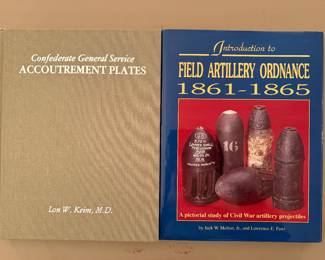 Confederate General Service
ACCOUTREMENT PLATES
Lon W. Keim, M.D.
Introduction to
FIELD ARTILLERY ORDNANCE
1861-1865
16
A pictorial study of Civil War artillery projectiles
by Jack W. Melton, Jr., and Lawrence E. Pawl